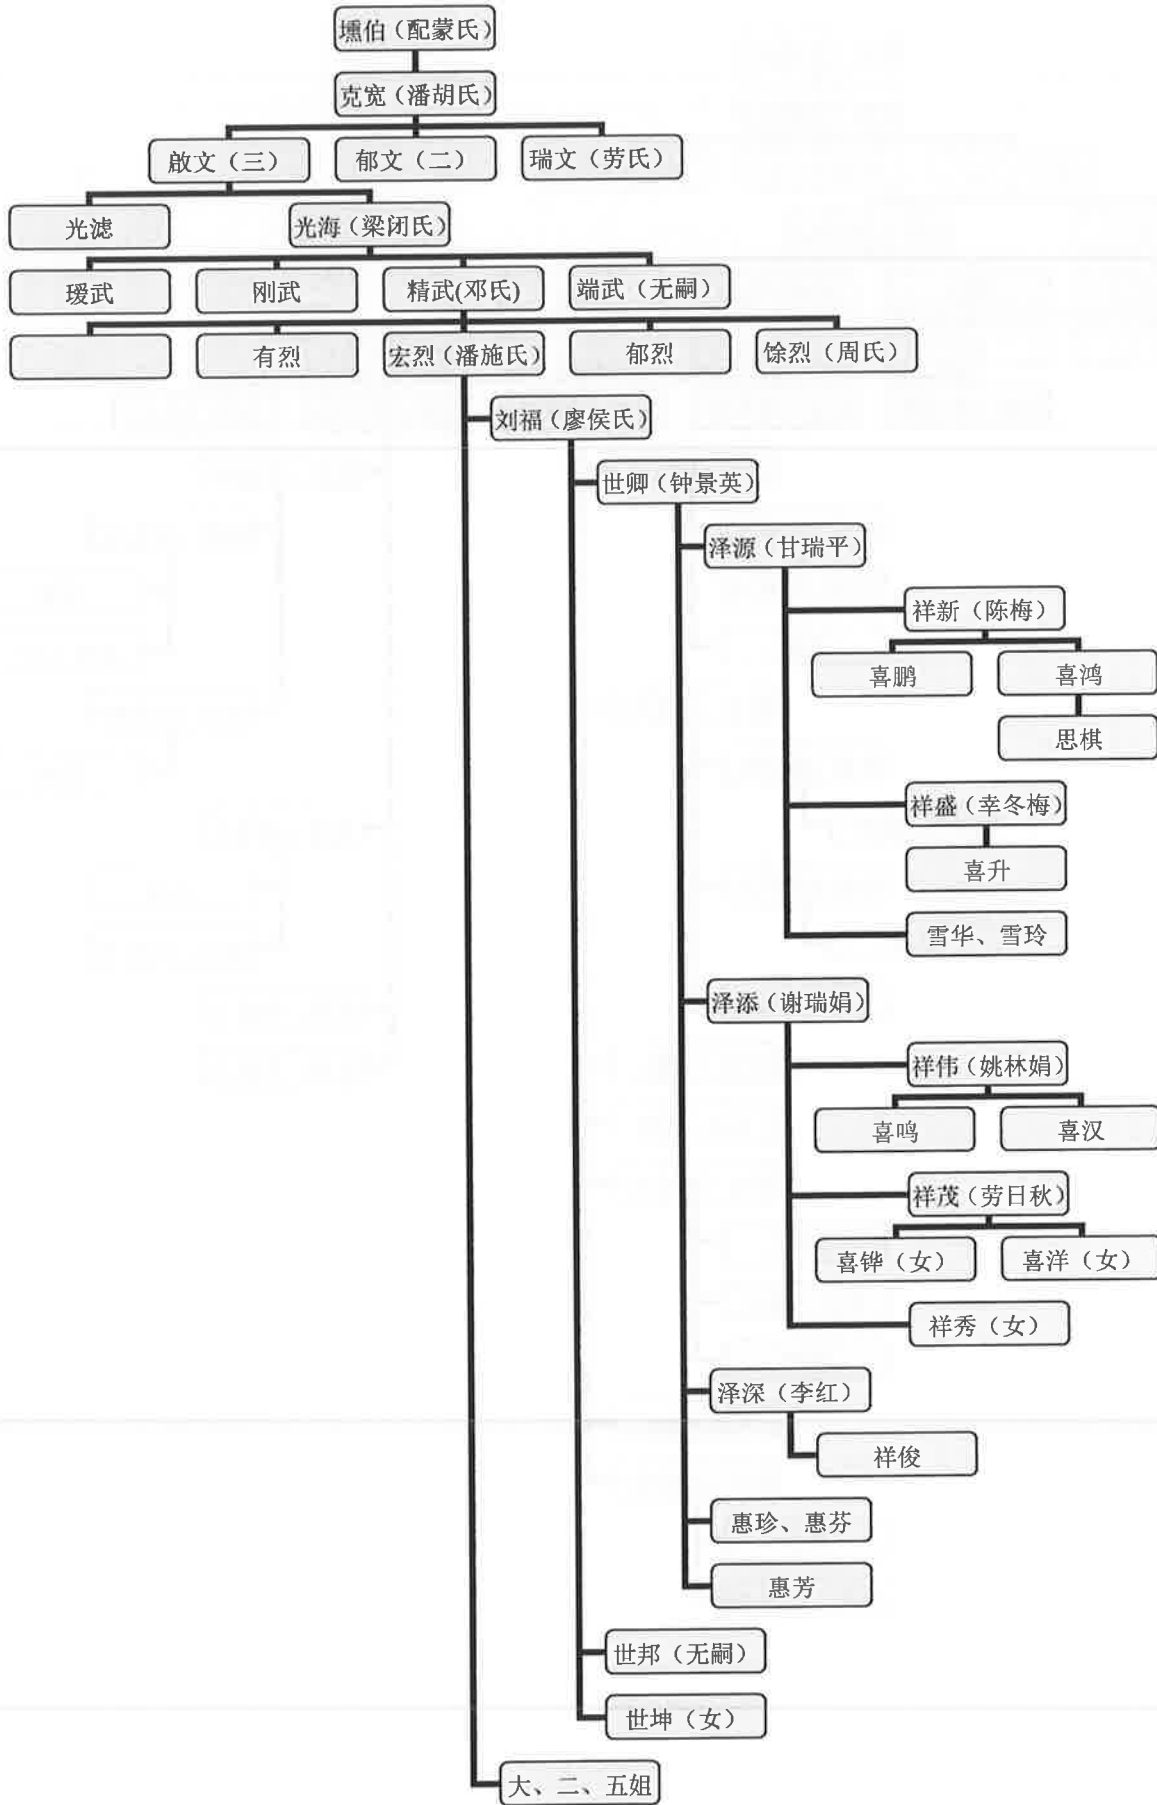 壎伯（配蒙氏）
克宽（潘胡氏）
啟文（三）
郁文（二）
瑞文（劳氏）
光滤
光海（梁闭氏）
瑷武
刚武
精武(邓氏)
端武（无嗣）
有烈
宏烈（潘施氏）
郁烈
馀烈（周氏）
刘福（廖侯氏）
世卿（钟景英）
泽源（甘瑞平）
祥新（陈梅）
喜鹏
喜鸿
思棋
祥盛（幸冬梅）
喜升
雪华、雪玲
泽添（谢瑞娟）
祥伟（姚林娟）
喜鸣
喜汉
祥茂（劳日秋）
喜铧（女）
喜洋（女）
祥秀（女）
泽深（李红）
祥俊
惠珍、惠芬
惠芳
世邦（无嗣）
世坤（女）
大、二、五姐